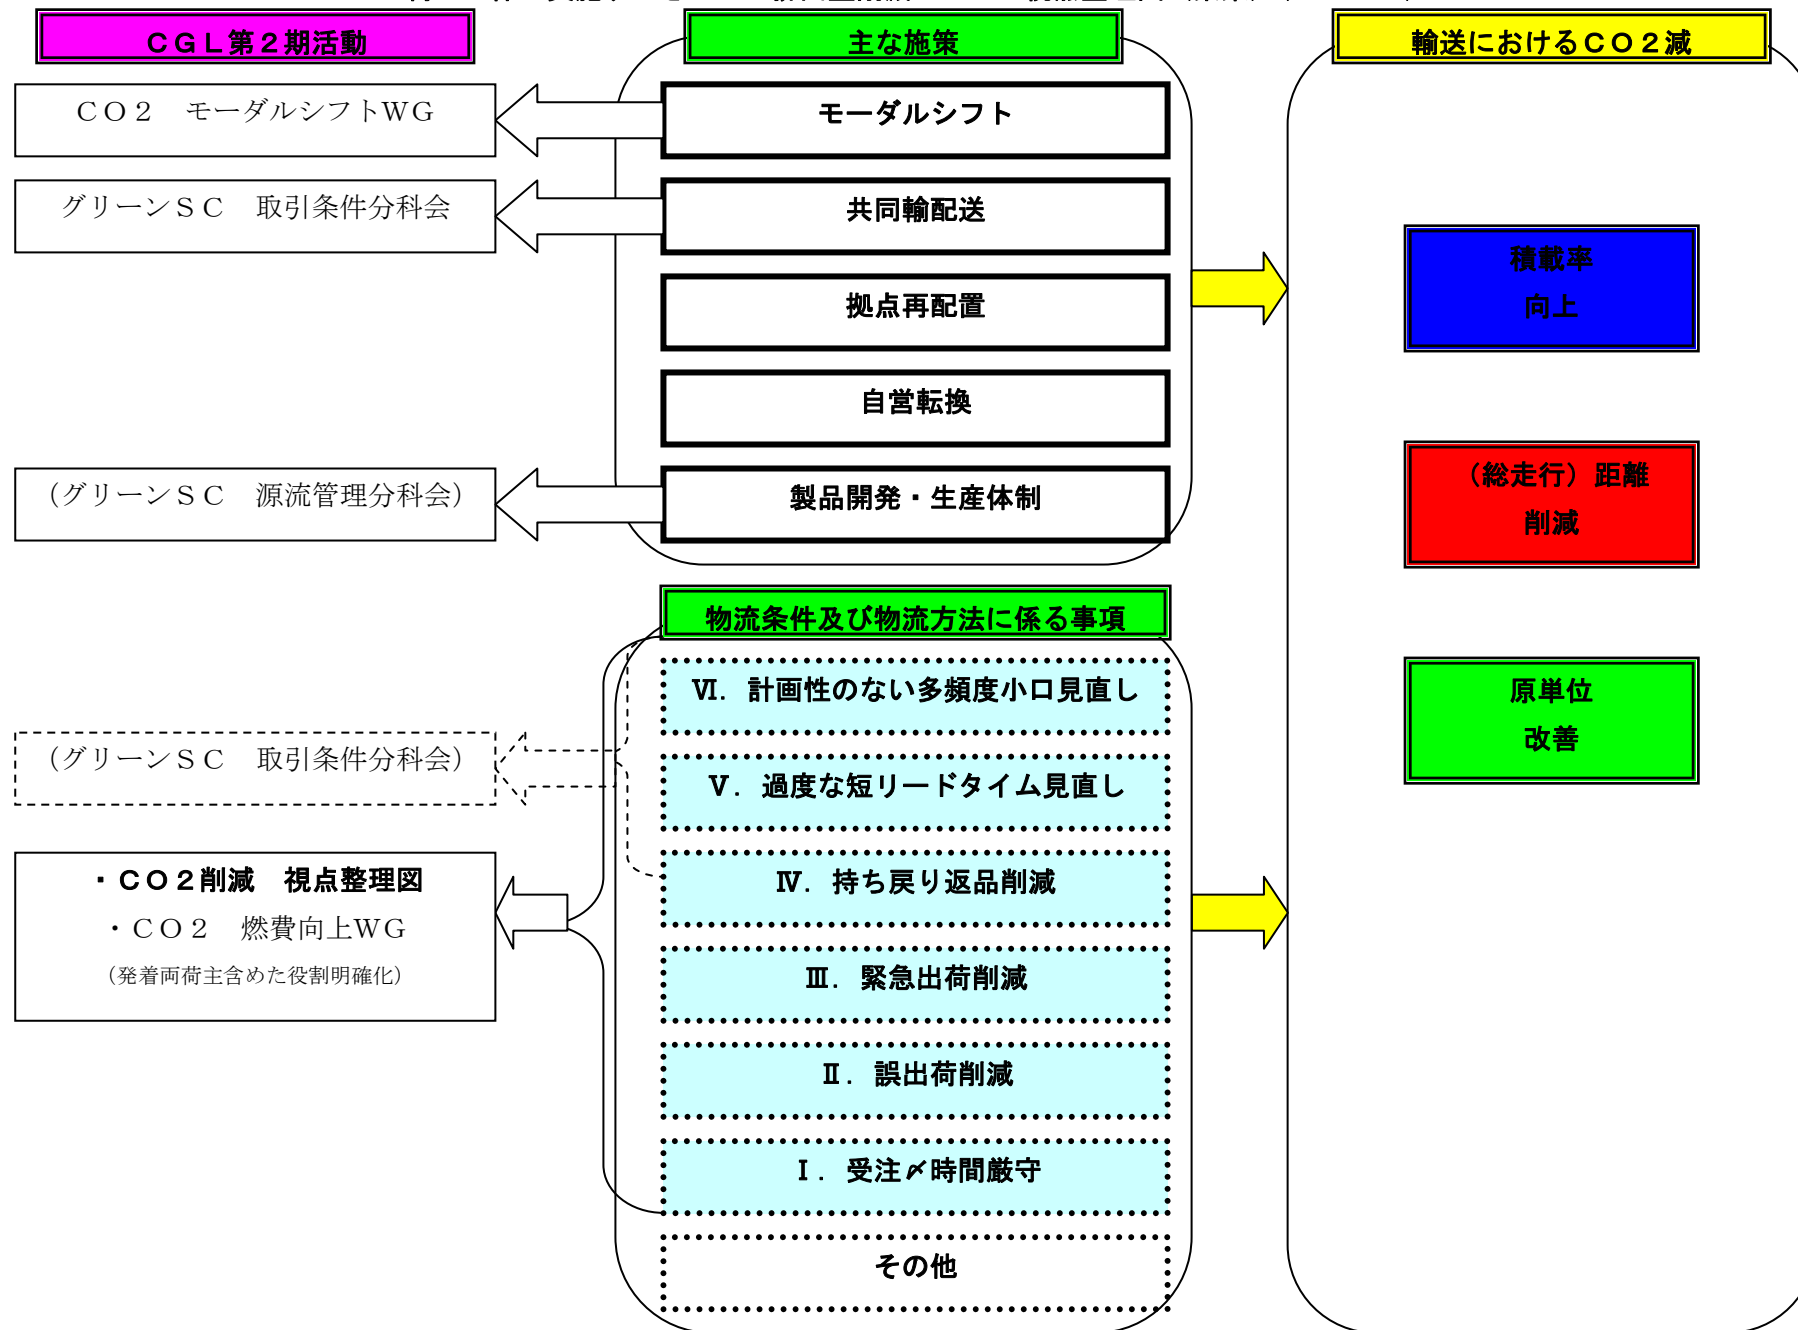 ＣＧＬ第２期活動
主な施策
輸送におけるＣＯ２減
ＣＯ２　モーダルシフトWG
モーダルシフト
グリーンＳＣ　取引条件分科会
共同輸配送
拠点再配置
自営転換
（グリーンＳＣ　源流管理分科会）
製品開発・生産体制
積載率
向上
（総走行）距離
削減
原単位
改善
物流条件及び物流方法に係る事項
Ⅵ．計画性のない多頻度小口見直し
（グリーンＳＣ　取引条件分科会）
Ⅴ．過度な短リードタイム見直し
・ＣＯ２削減　視点整理図
・ＣＯ２　燃費向上WG
（発着両荷主含めた役割明確化）
Ⅳ．持ち戻り返品削減
Ⅲ．緊急出荷削減
Ⅱ．誤出荷削減
Ⅰ．受注〆時間厳守
その他